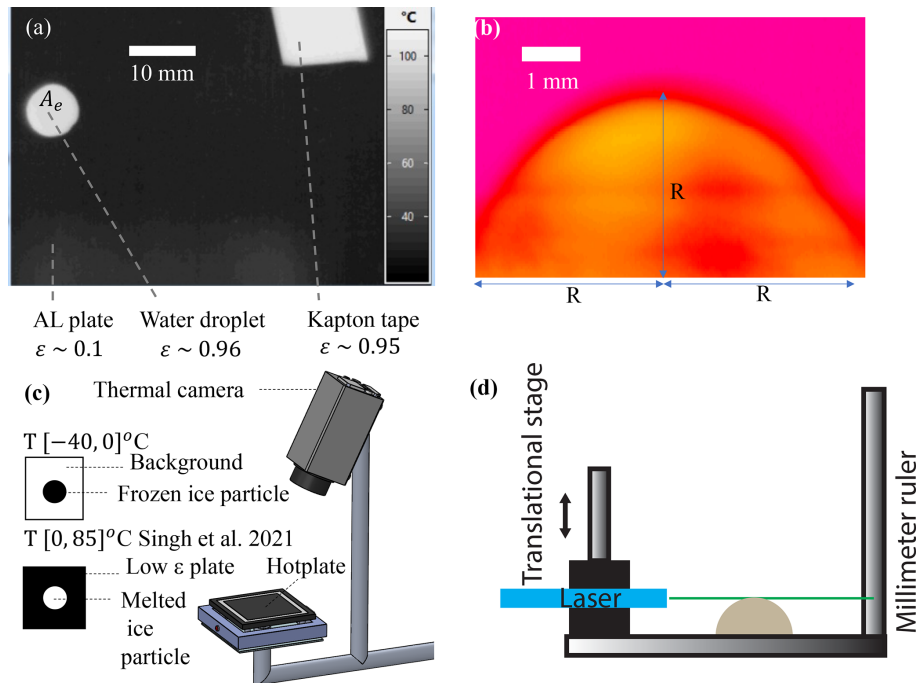 (a)
10 mm
A_e
°C
100
80
60
40
AL plate
ε ~ 0.1
Water droplet
ε ~ 0.96
Kapton tape
ε ~ 0.95
(b)
1 mm
R
R
R
(c)
Thermal camera
T [−40, 0]°C
Background
Frozen ice particle
T [0, 85]°C Singh et al. 2021
Low ε plate
Hotplate
Melted
ice
particle
(d)
Translational stage
Laser
Millimeter ruler